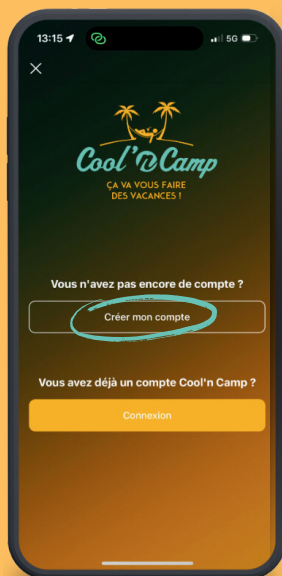 13:15
5G
Cool'n Camp
ÇA VA VOUS FAIRE
DES VACANCES !
Vous n'avez pas encore de compte ?
Créer mon compte
Vous avez déjà un compte Cool'n Camp ?
Connexion